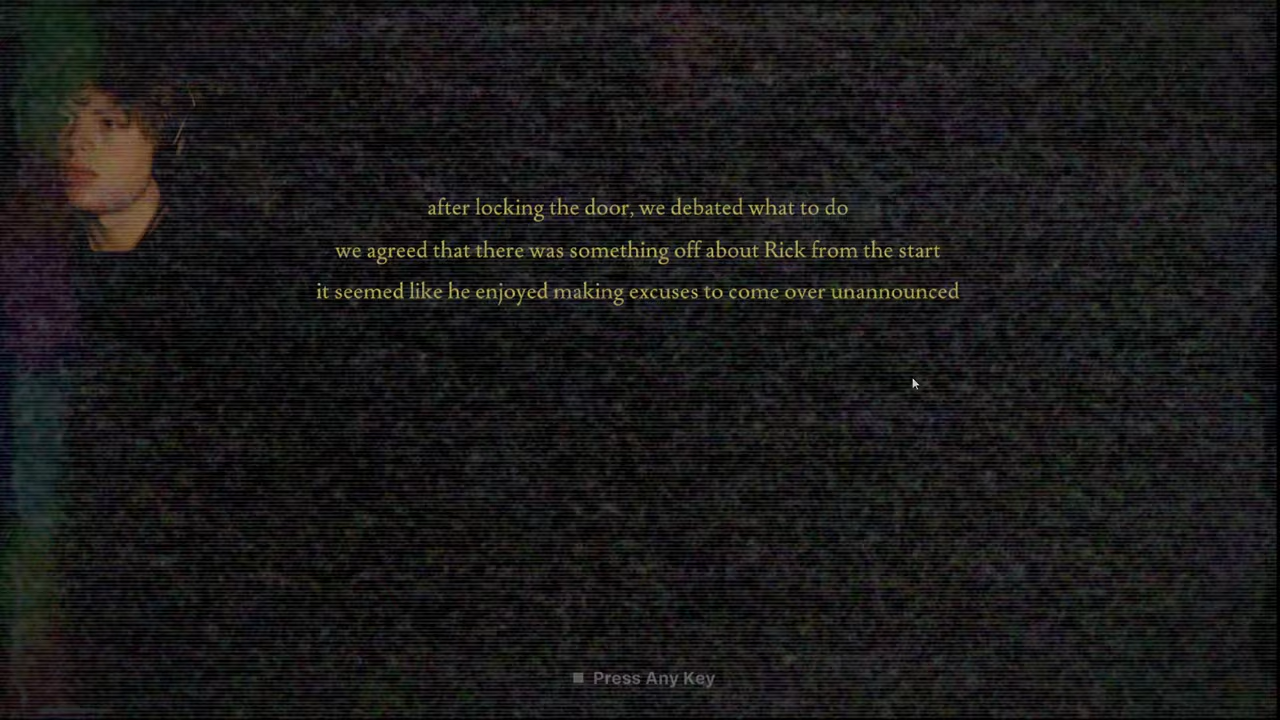 after locking the door, we debated what to do
we agreed that there was something off about Rick from the start
it seemed like he enjoyed making excuses to come over unannounced
Press Any Key